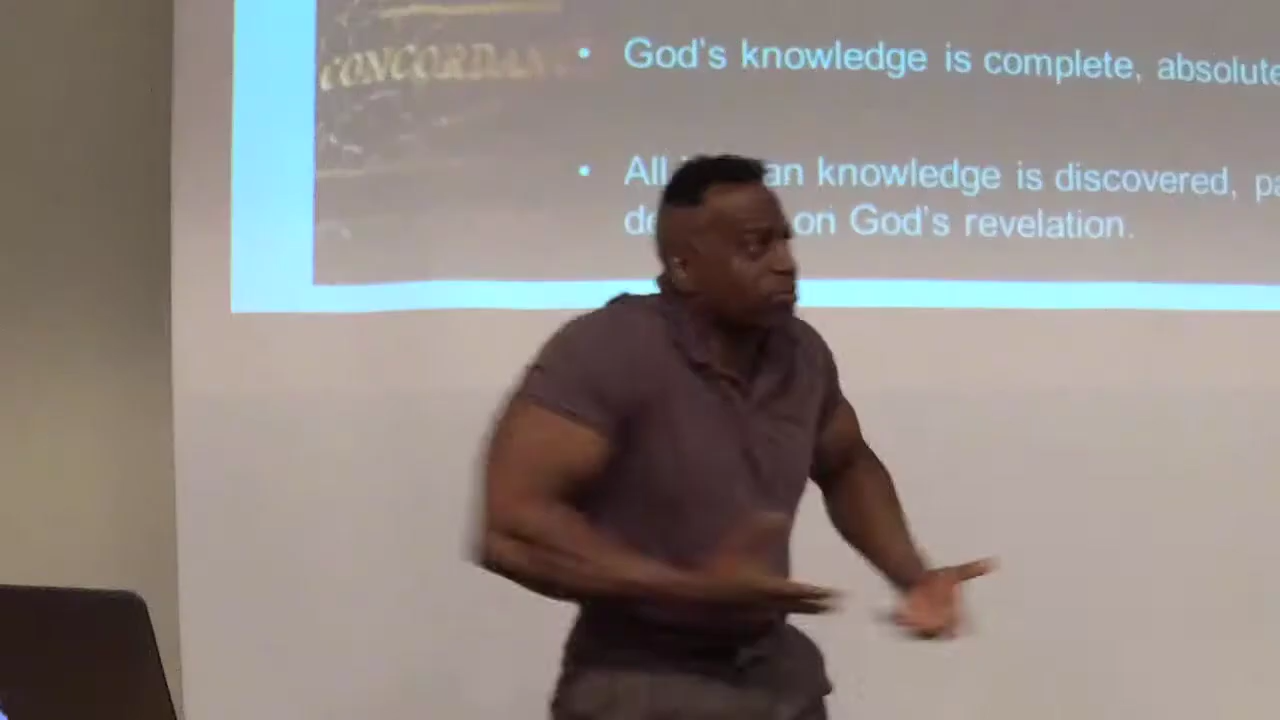 CONCORDAN
• God's knowledge is complete, absolute
• All an knowledge is discovered, pa
de on God's revelation.